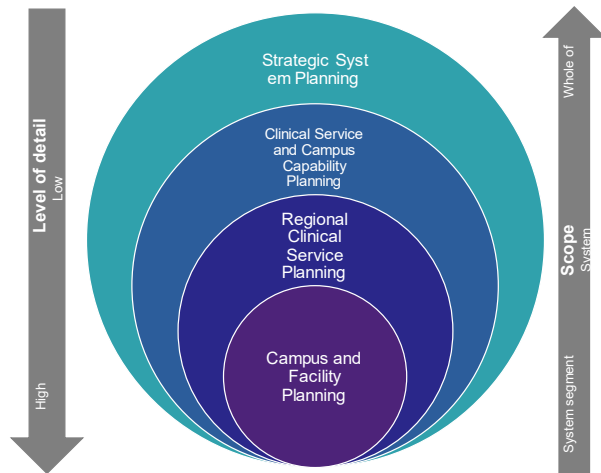 Strategic Syst
em Planning
Clinical Service
and Campus
Capability
Planning
Regional
Clinical
Service
Planning
Campus and
Facility
Planning
Level of detail
Low
High
Whole of
System
Scope
System segment